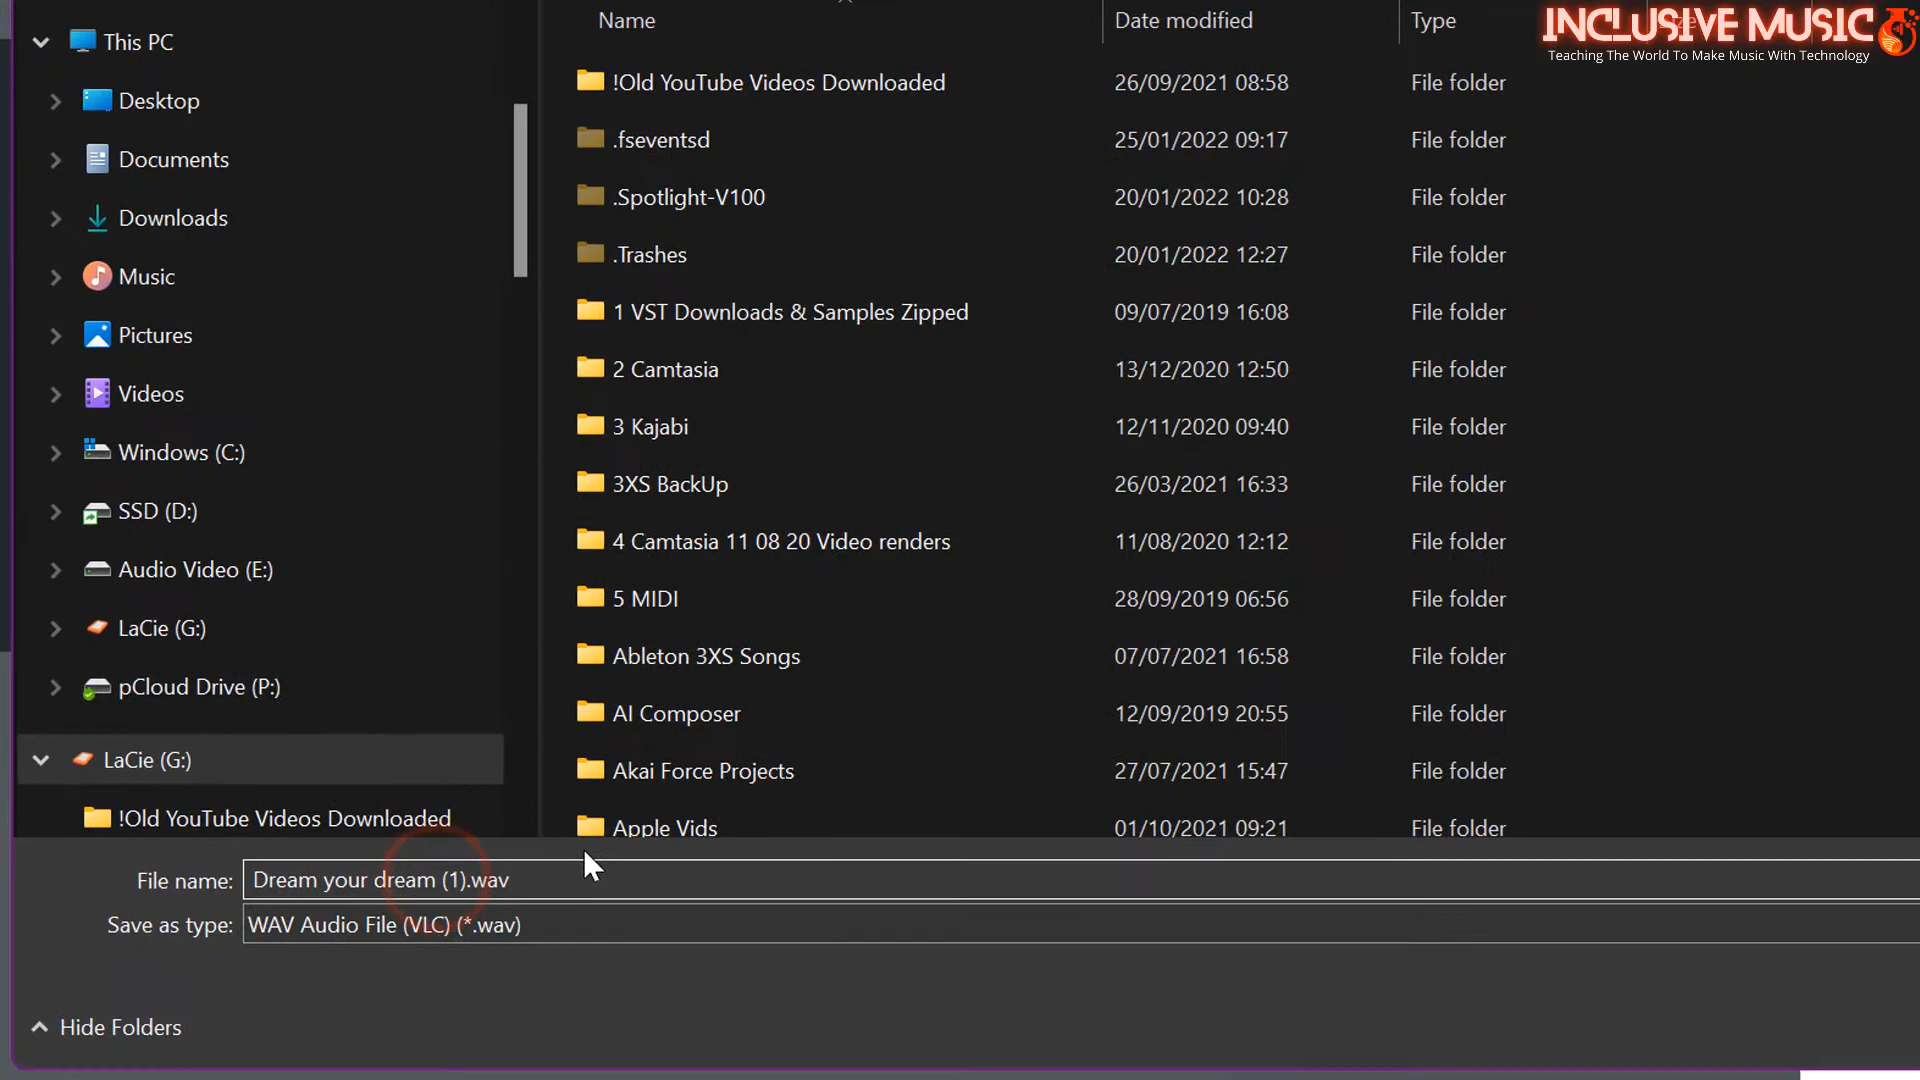 This PC
Desktop
Documents
Downloads
Music
Pictures
Videos
Windows (C:)
SSD (D:)
Audio Video (E:)
LaCie (G:)
pCloud Drive (P:)
LaCie (G:)
!Old YouTube Videos Downloaded
Name Date modified Type
!Old YouTube Videos Downloaded 26/09/2021 08:58 File folder
.fseventsd 25/01/2022 09:17 File folder
.Spotlight-V100 20/01/2022 10:28 File folder
.Trashes 20/01/2022 12:27 File folder
1 VST Downloads & Samples Zipped 09/07/2019 16:08 File folder
2 Camtasia 13/12/2020 12:50 File folder
3 Kajabi 12/11/2020 09:40 File folder
3XS BackUp 26/03/2021 16:33 File folder
4 Camtasia 11 08 20 Video renders 11/08/2020 12:12 File folder
5 MIDI 28/09/2019 06:56 File folder
Ableton 3XS Songs 07/07/2021 16:58 File folder
AI Composer 12/09/2019 20:55 File folder
Akai Force Projects 27/07/2021 15:47 File folder
Apple Vids 01/10/2021 09:21 File folder
INCLUSIVE MUSIC
Teaching The World To Make Music With Technology
File name: Dream your dream (1).wav
Save as type: WAV Audio File (VLC) (*.wav)
Hide Folders